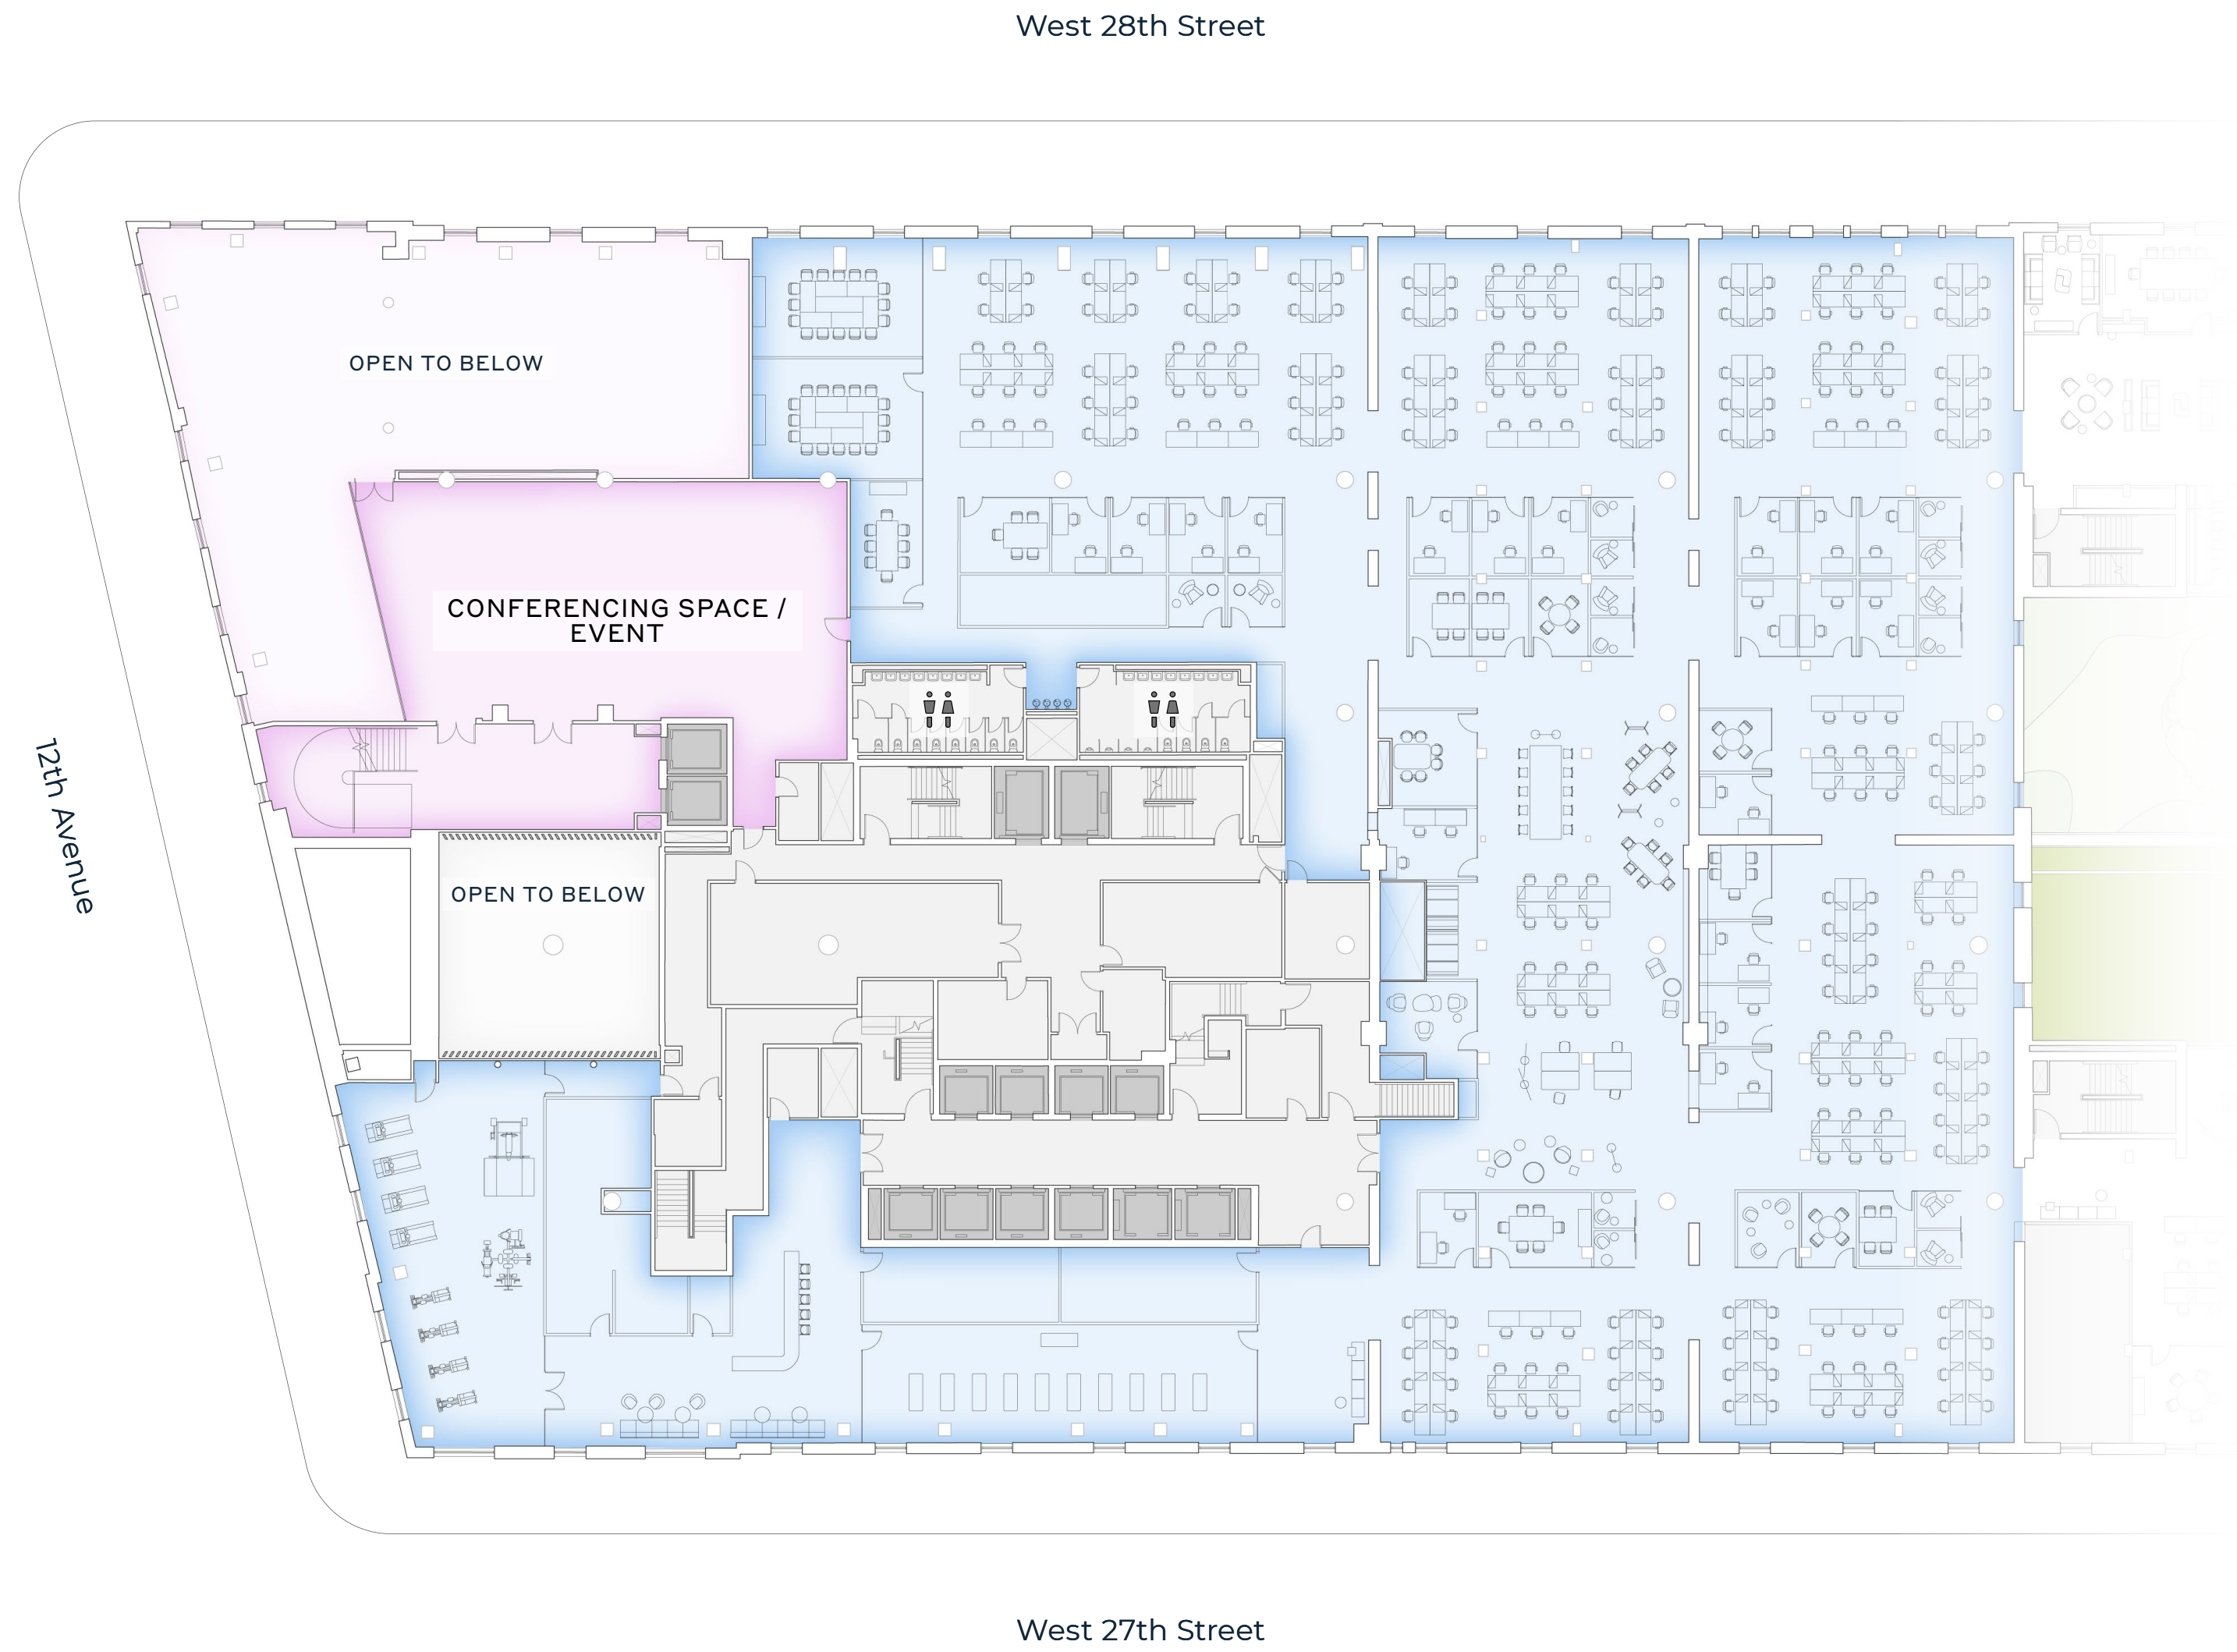 West 28th Street
OPEN TO BELOW
CONFERENCING SPACE /
EVENT
12th Avenue
OPEN TO BELOW
West 27th Street